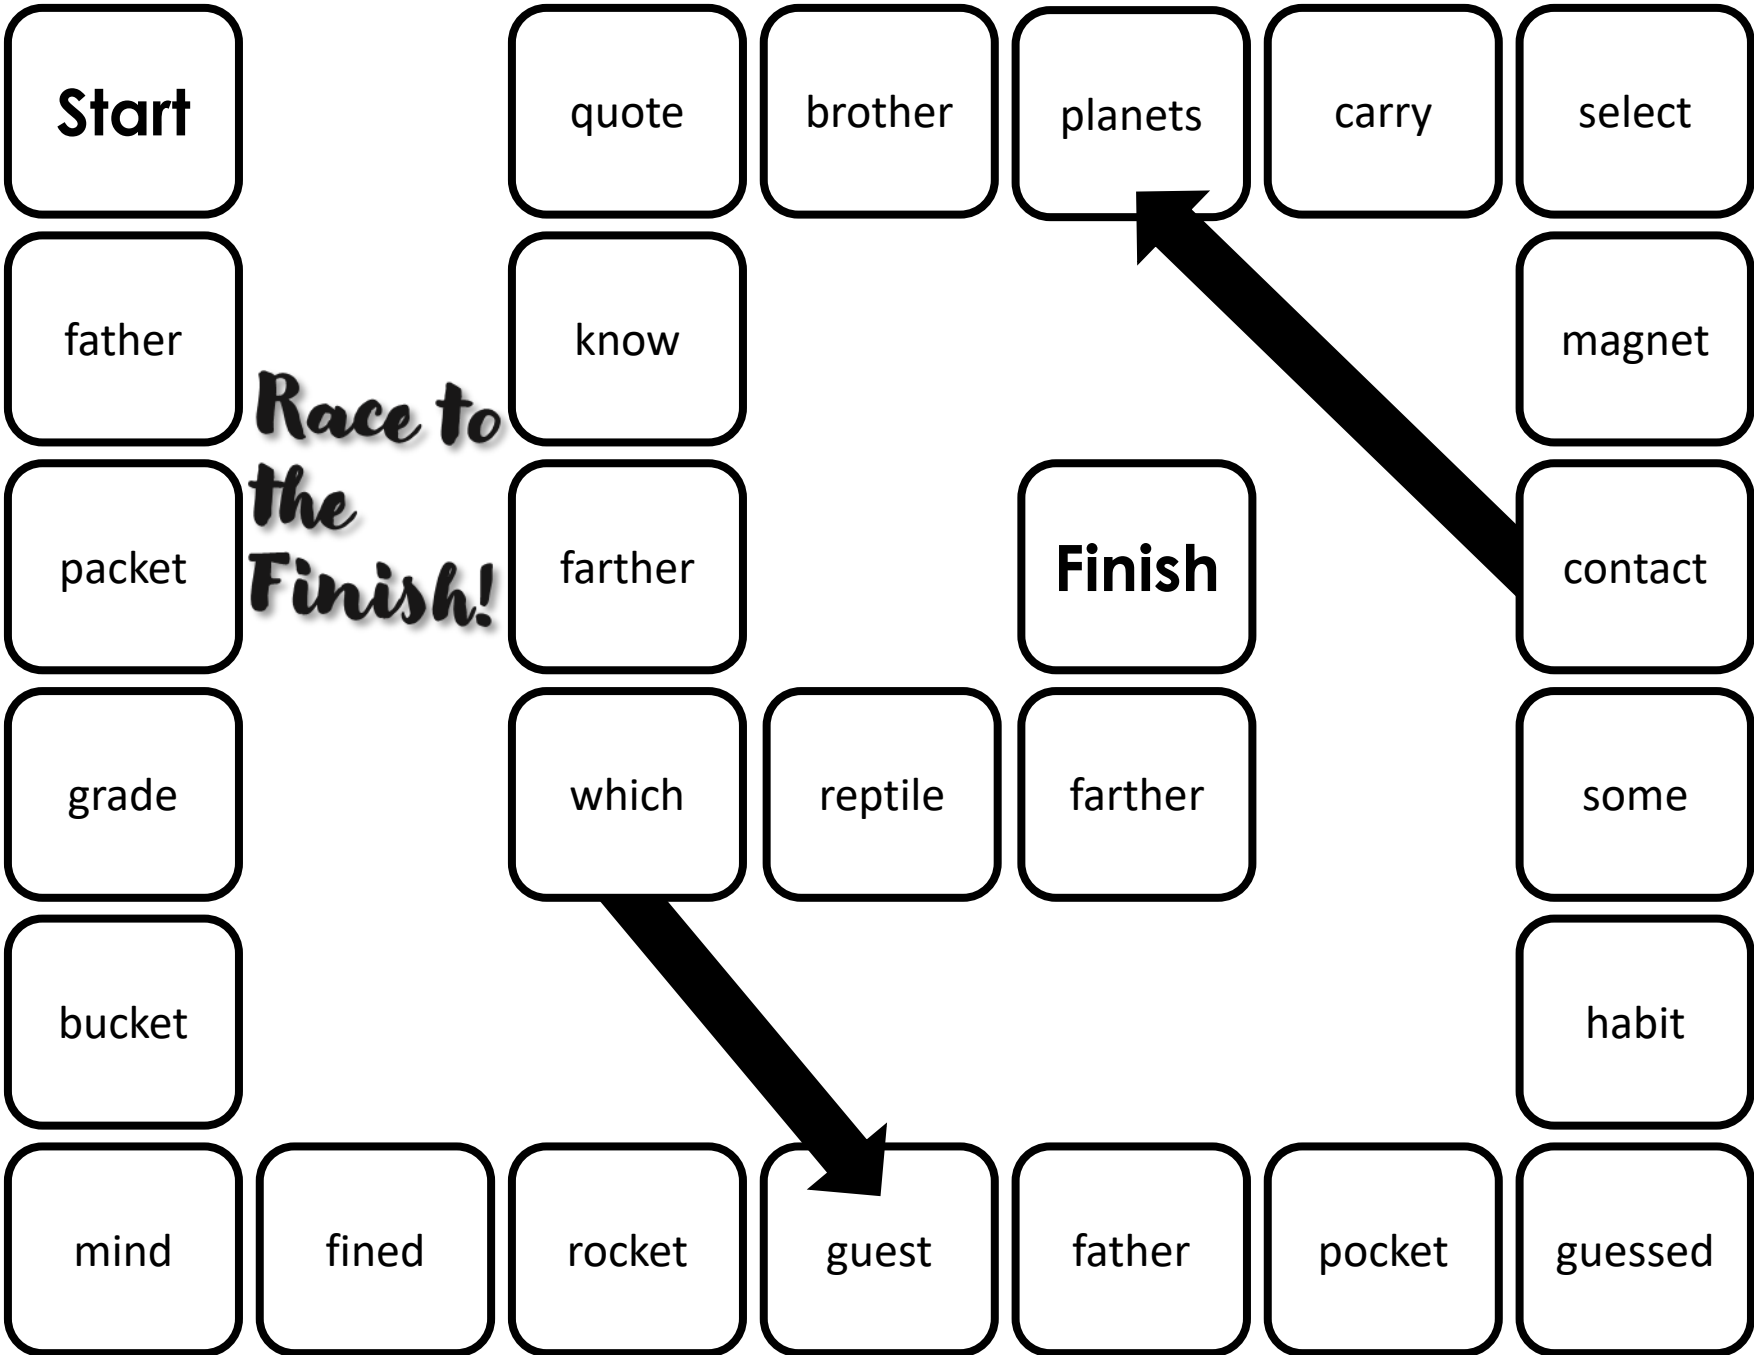 Start
quote
brother
planets
carry
select
father
know
magnet
Race to
the
Finish!
packet
farther
Finish
contact
grade
which
reptile
farther
some
bucket
habit
mind
fined
rocket
guest
father
pocket
guessed